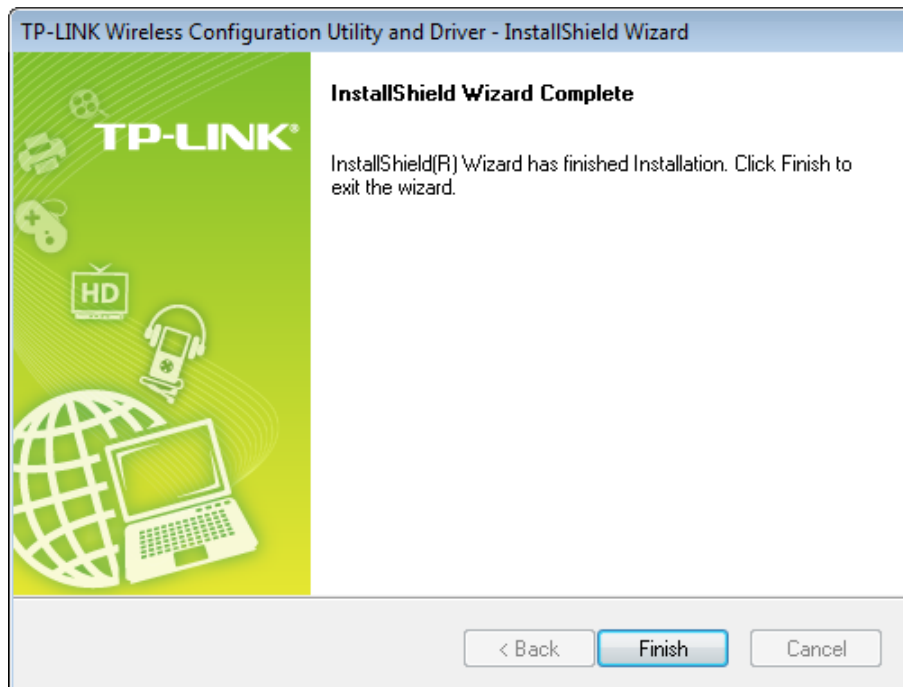 TP-LINK Wireless Configuration Utility and Driver - InstallShield Wizard
TP-LINK®
HD
InstallShield Wizard Complete
InstallShield(R) Wizard has finished Installation. Click Finish to
exit the wizard.
< Back
Finish
Cancel